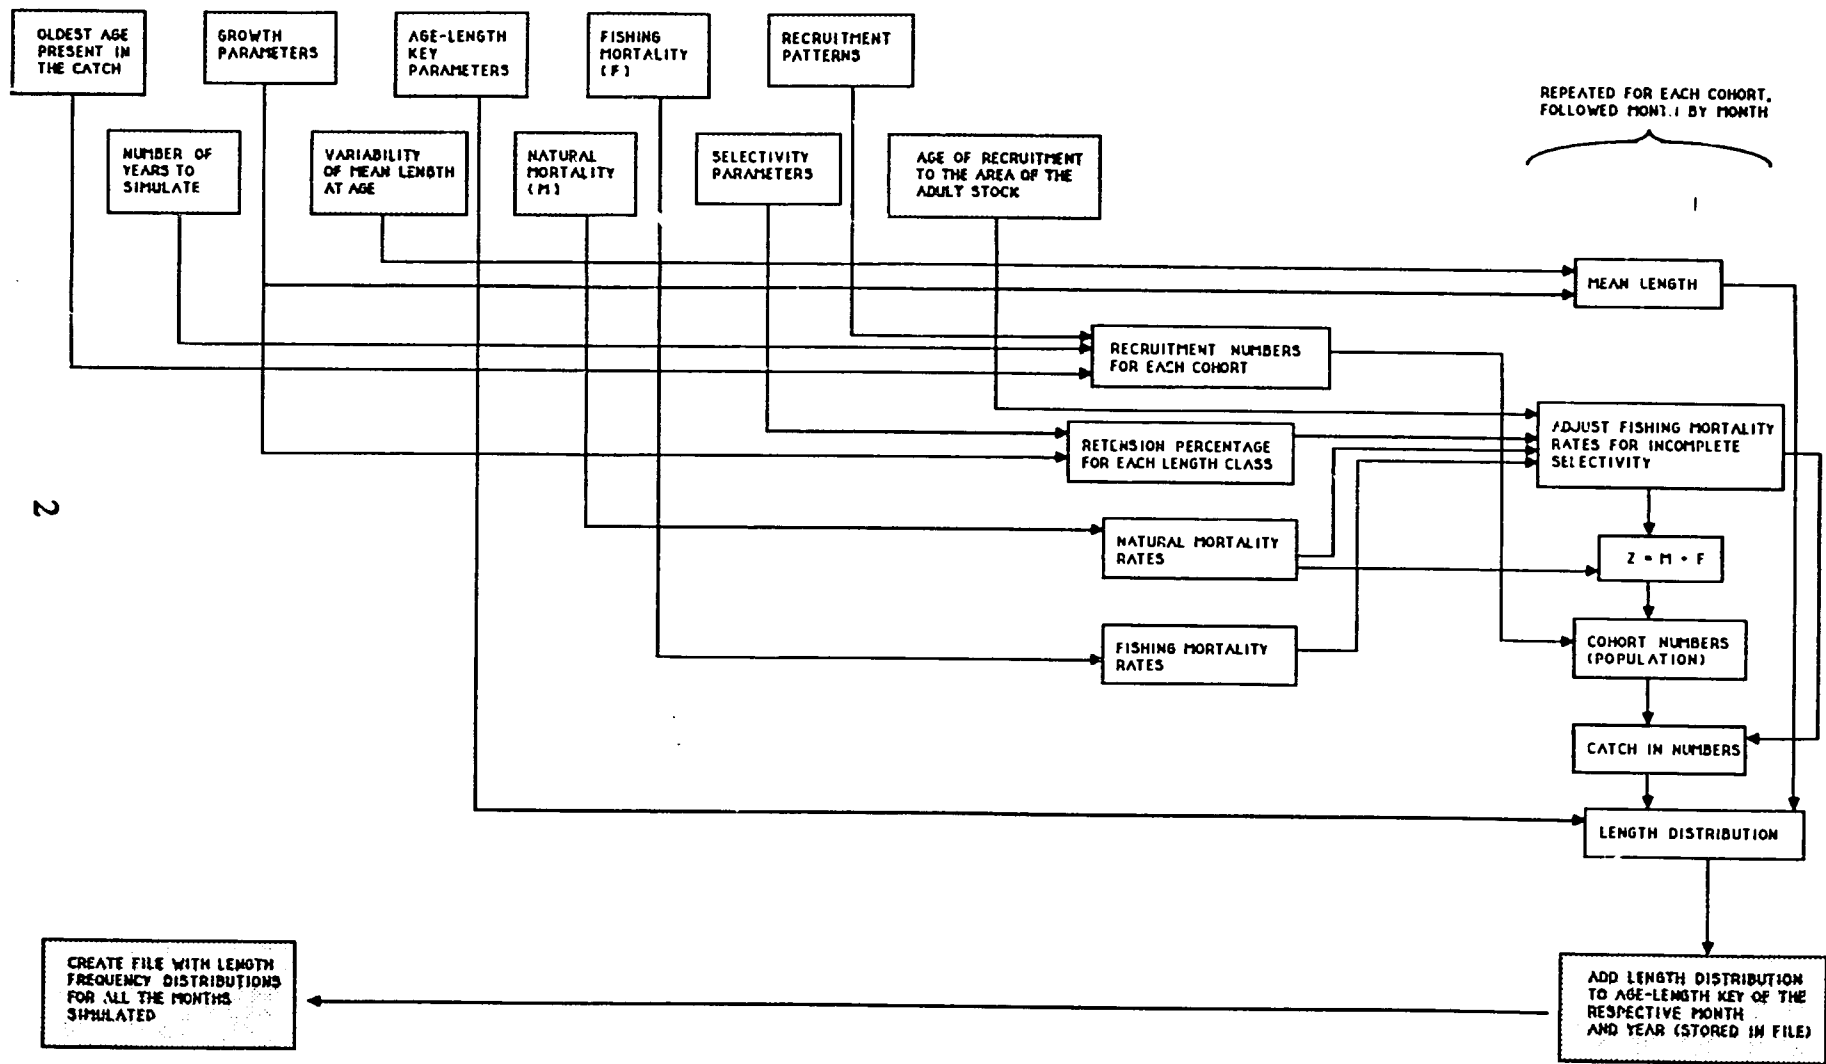 OLDEST AGE
PRESENT IN
THE CATCH
GROWTH
PARAMETERS
AGE-LENGTH
KEY
PARAMETERS
FISHING
MORTALITY
(F)
RECRUITMENT
PATTERNS
REPEATED FOR EACH COHORT,
FOLLOWED BY MONTH
NUMBER OF
YEARS TO
SIMULATE
VARIABILITY
OF MEAN LENGTH
AT AGE
NATURAL
MORTALITY
(M)
SELECTIVITY
PARAMETERS
AGE OF RECRUITMENT
TO THE AREA OF THE
ADULT STOCK
MEAN LENGTH
RECRUITMENT NUMBERS
FOR EACH COHORT
ADJUST FISHING MORTALITY
RATES FOR INCOMPLETE
SELECTIVITY
RETENSION PERCENTAGE
FOR EACH LENGTH CLASS
2
NATURAL MORTALITY
RATES
Z = M + F
FISHING MORTALITY
RATES
COHORT NUMBERS
(POPULATION)
CATCH IN NUMBERS
LENGTH DISTRIBUTION
CREATE FILE WITH LENGTH
FREQUENCY DISTRIBUTIONS
FOR ALL THE MONTHS
SIMULATED
ADD LENGTH DISTRIBUTION
TO AGE-LENGTH KEY OF THE
RESPECTIVE MONTH
AND YEAR (STORED IN FILE)